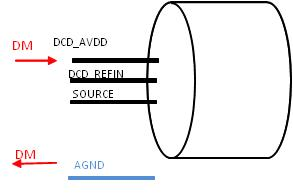 DM
DCD_AVDD
DCD_REFIN
SOURCE
DM
AGND